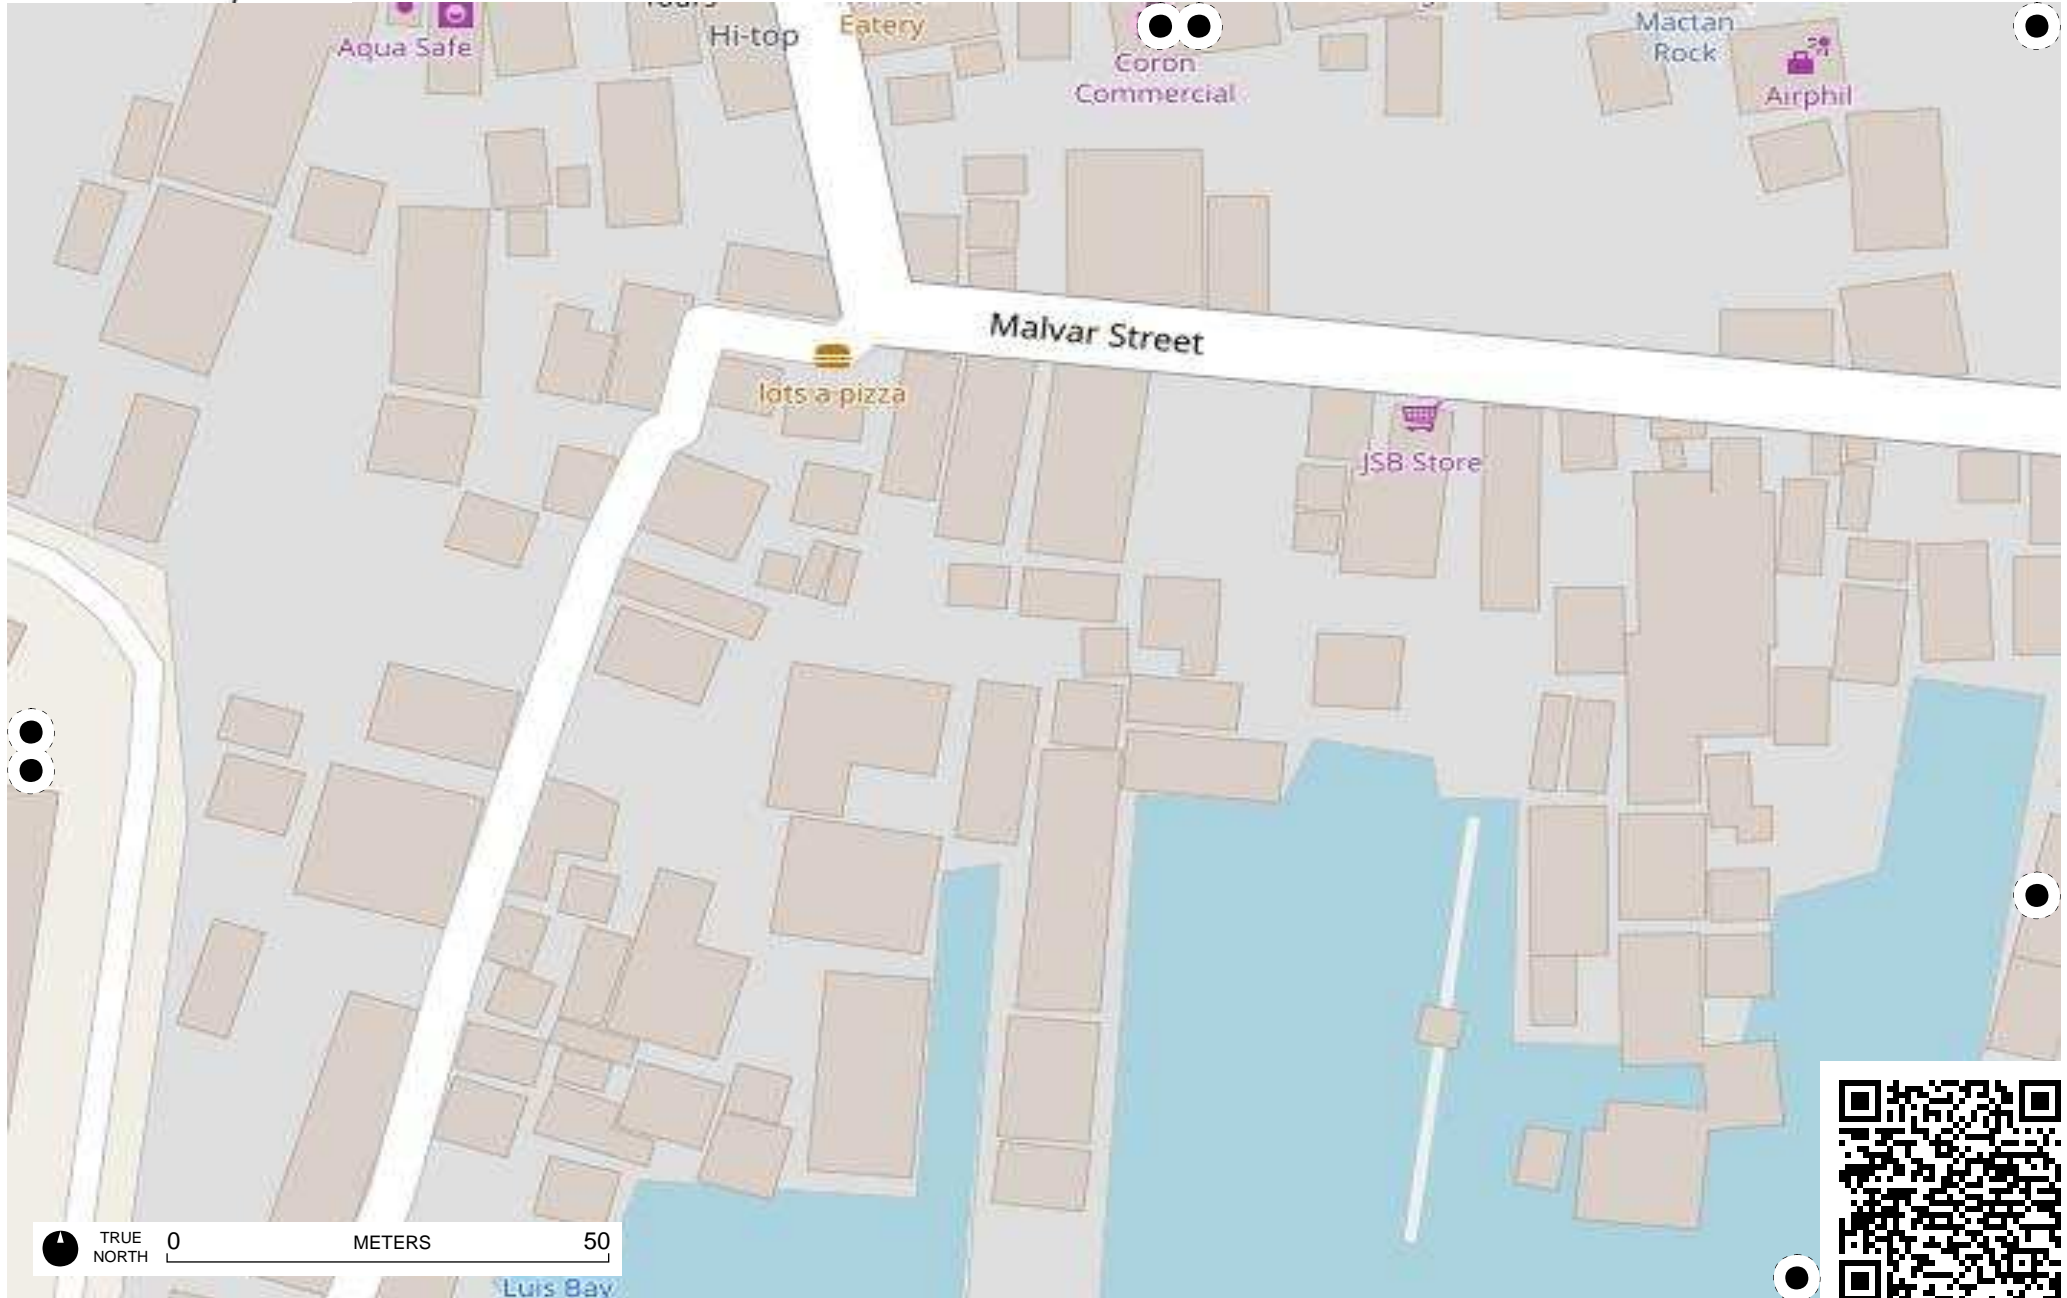 Hi-top
Eatery
Aqua Safe
Coron
Commercial
Mactan
Rock
Airphil
Malvar Street
lots a pizza
JSB Store
TRUE
NORTH
0
METERS
50
Luis Bay